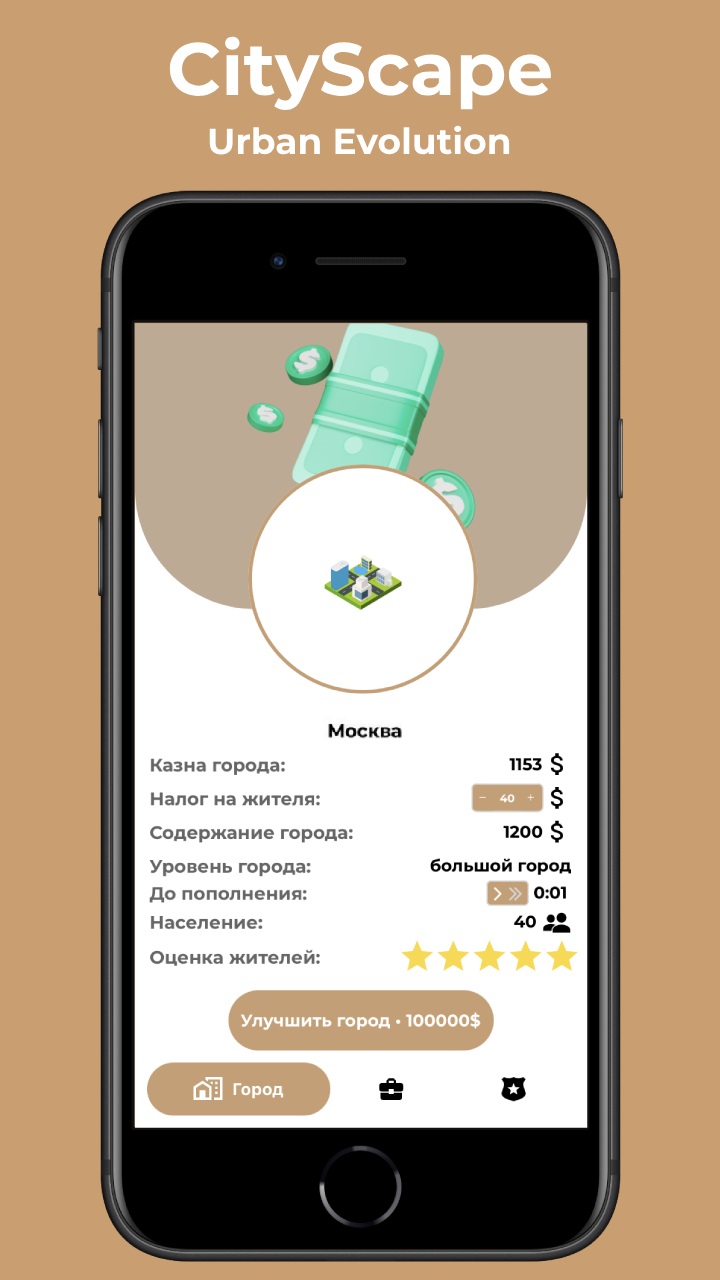 CityScape
Urban Evolution
Москва
Казна города: 1153 $
Налог на жителя: − 40 + $
Содержание города: 1200 $
Уровень города: большой город
До пополнения: 0:01
Население: 40
Оценка жителей:
Улучшить город • 100000$
Город